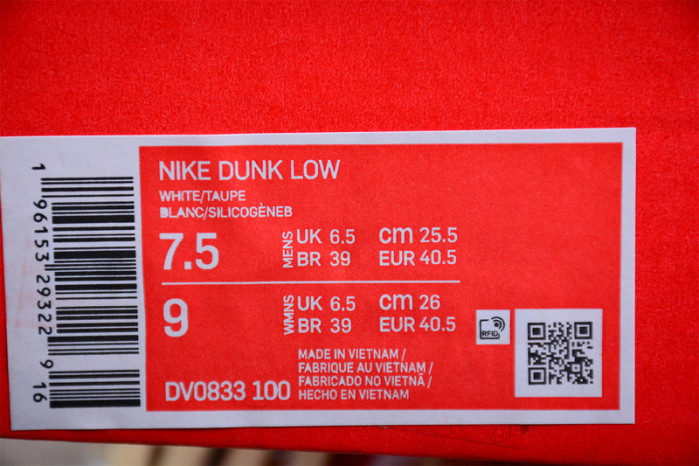 NIKE DUNK LOW
WHITE/TAUPE
BLANC/SILICOGÈNEB
7.5 MENS UK 6.5 cm 25.5
BR 39 EUR 40.5
9 WMNS UK 6.5 cm 26
BR 39 EUR 40.5
RFID
MADE IN VIETNAM /
FABRIQUE AU VIETNAM /
FABRICADO NO VIETNÃ /
HECHO EN VIETNAM
DV0833 100
1 96153 29322 9 16